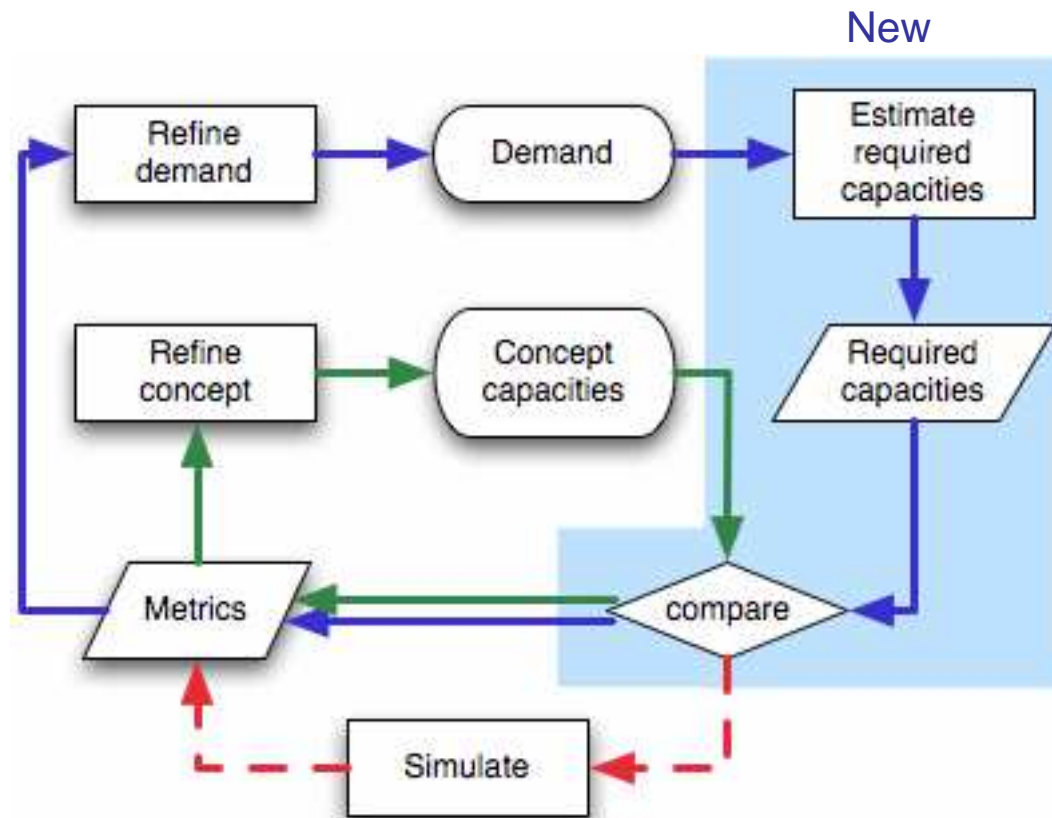 New
Refine
demand
Demand
Estimate
required
capacities
Refine
concept
Concept
capacities
Required
capacities
Metrics
compare
Simulate